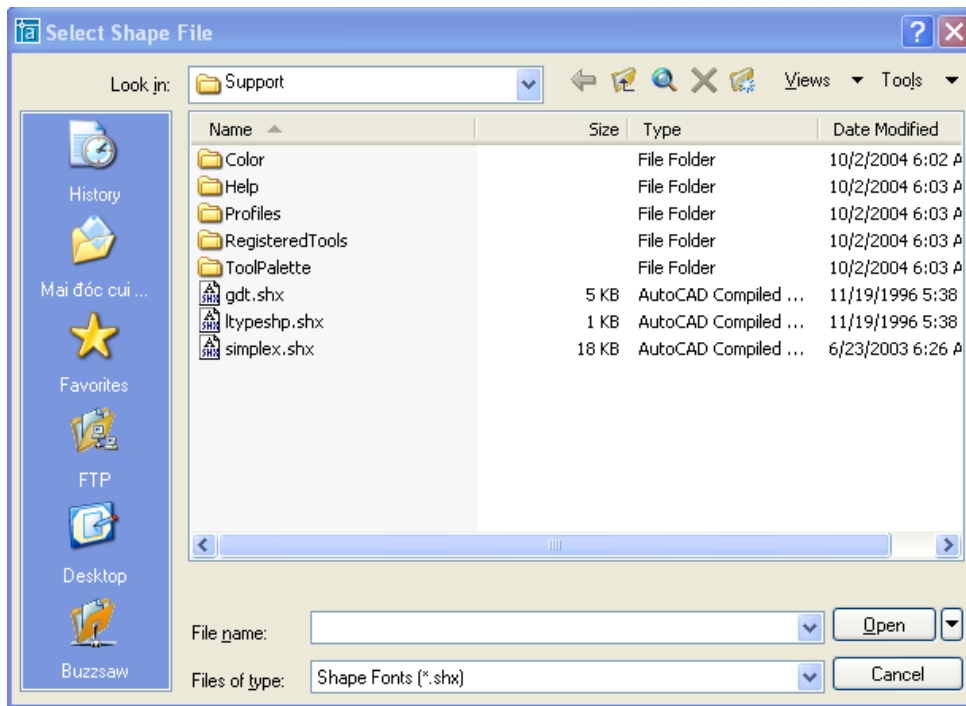 Select Shape File
Look in: Support Views Tools
Name Size Type Date Modified
Color File Folder 10/2/2004 6:02 A
Help File Folder 10/2/2004 6:03 A
Profiles File Folder 10/2/2004 6:03 A
RegisteredTools File Folder 10/2/2004 6:03 A
ToolPalette File Folder 10/2/2004 6:03 A
gdt.shx 5 KB AutoCAD Compiled ... 11/19/1996 5:38
ltypeshp.shx 1 KB AutoCAD Compiled ... 11/19/1996 5:38
simplex.shx 18 KB AutoCAD Compiled ... 6/23/2003 6:26 A
History
Mai đóc cui ...
Favorites
FTP
Desktop
Buzzsaw
File name: Open
Files of type: Shape Fonts (*.shx) Cancel